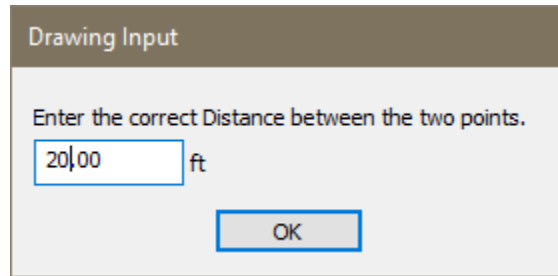 Drawing Input
Enter the correct Distance between the two points.
20.00 ft
OK